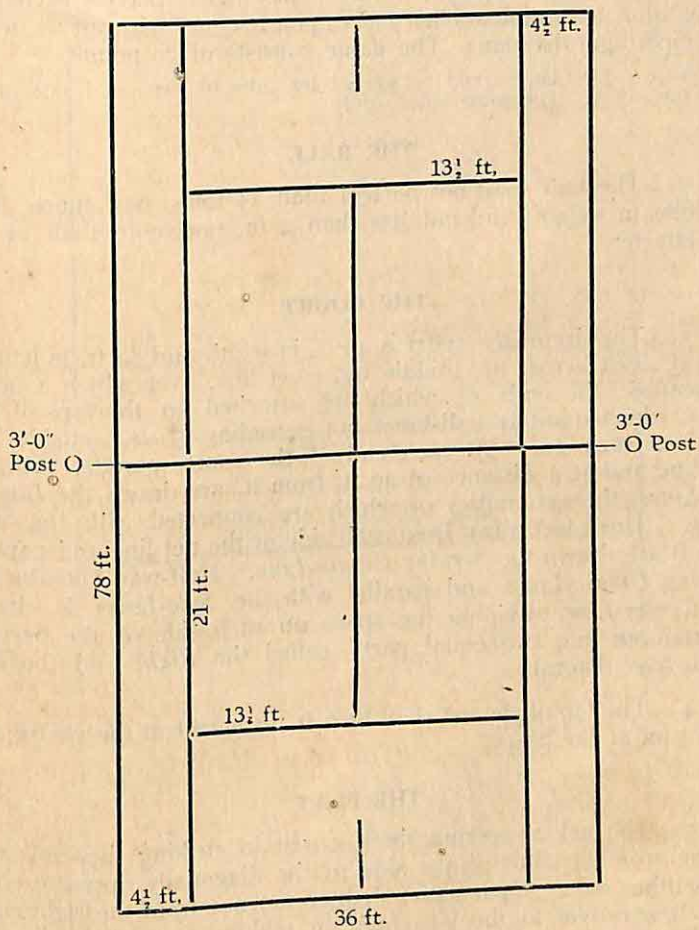 4½ ft.
13½ ft,
3'-0"
Post O
3'-0'
O Post
78 ft.
21 ft.
13½ ft.
4½ ft,
36 ft.